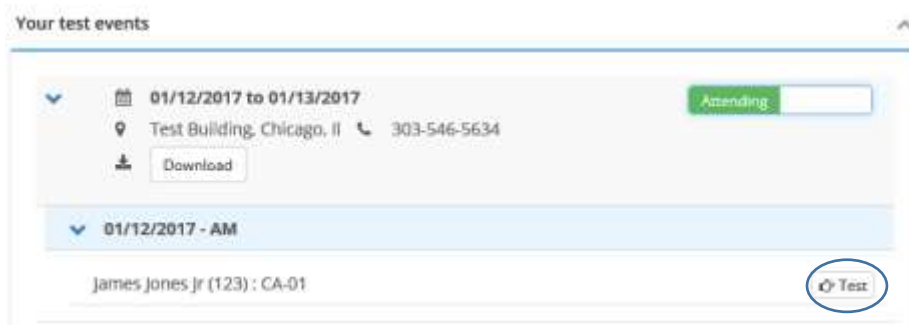 Your test events
01/12/2017 to 01/13/2017
Attending
Test Building, Chicago, Il 303-546-5634
Download
01/12/2017 - AM
James Jones Jr (123) : CA-01
Test